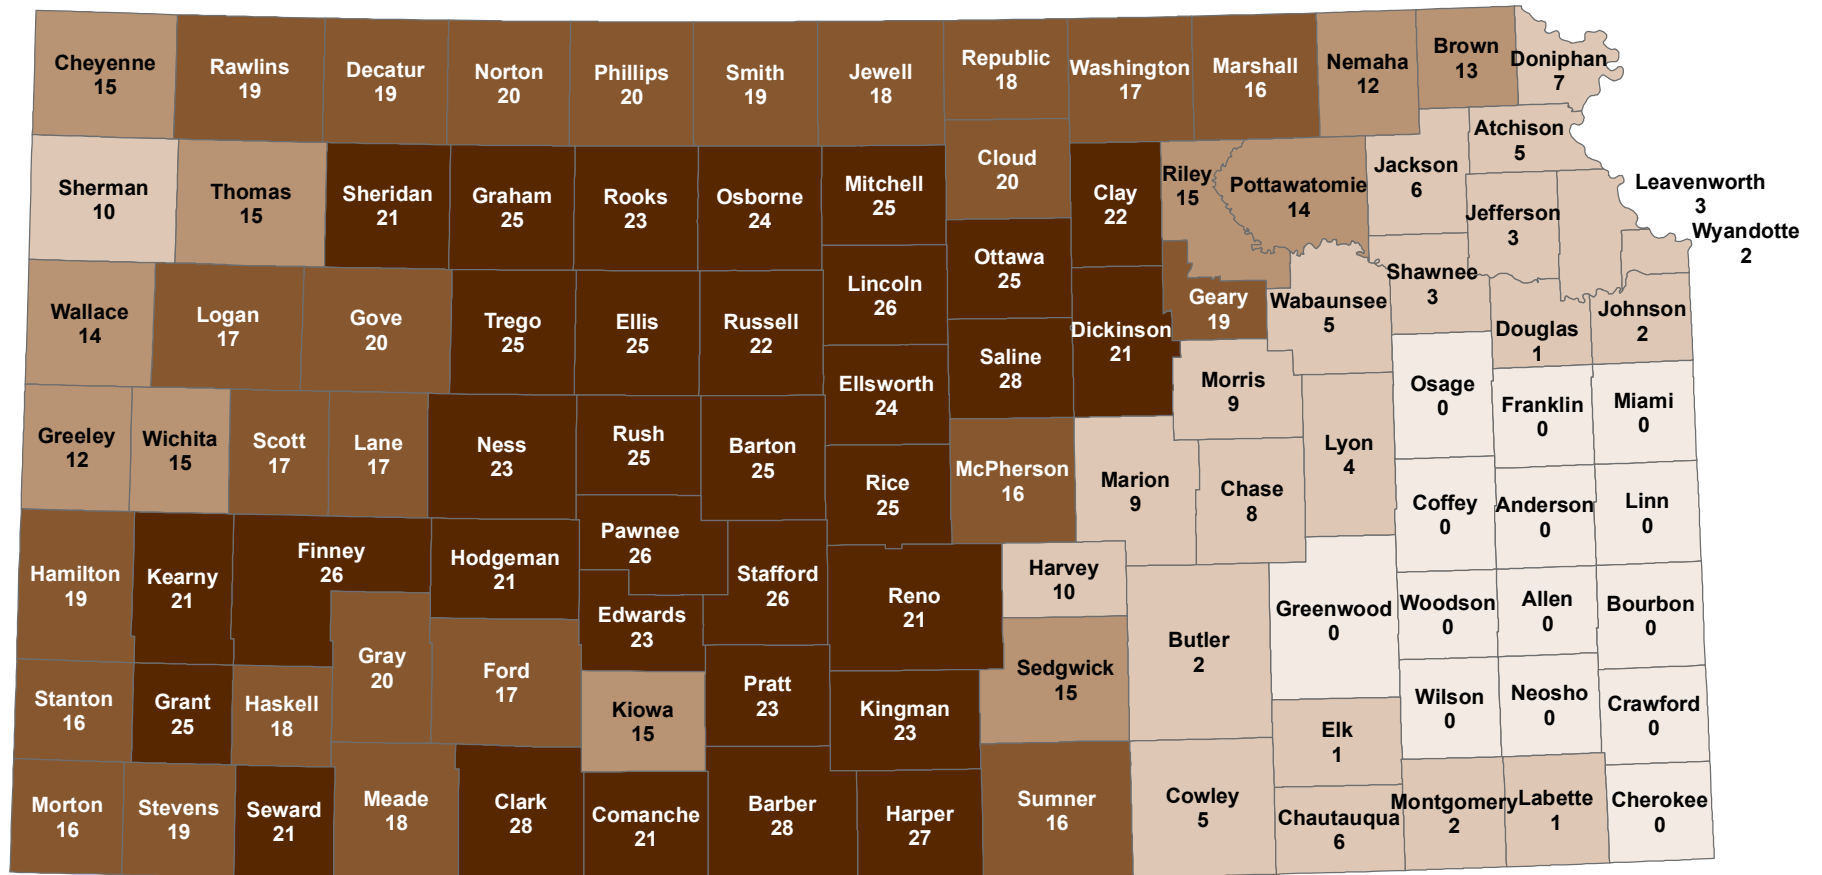 Cheyenne
15
Rawlins
19
Decatur
19
Norton
20
Phillips
20
Smith
19
Jewell
18
Republic
18
Washington
17
Marshall
16
Nemaha
12
Brown
13
Doniphan
7
Sherman
10
Thomas
15
Sheridan
21
Graham
25
Rooks
23
Osborne
24
Mitchell
25
Cloud
20
Clay
22
Riley
15
Pottawatomie
14
Jackson
6
Atchison
5
Jefferson
3
Leavenworth
3
Wyandotte
2
Wallace
14
Logan
17
Gove
20
Trego
25
Ellis
25
Russell
22
Lincoln
26
Ottawa
25
Dickinson
21
Geary
19
Wabaunsee
5
Shawnee
3
Douglas
1
Johnson
2
Greeley
12
Wichita
15
Scott
17
Lane
17
Ness
23
Rush
25
Barton
25
Ellsworth
24
Saline
28
Morris
9
Osage
0
Franklin
0
Miami
0
Rice
25
McPherson
16
Marion
9
Chase
8
Lyon
4
Coffey
0
Anderson
0
Linn
0
Hamilton
19
Kearny
21
Finney
26
Hodgeman
21
Pawnee
26
Stafford
26
Edwards
23
Reno
21
Harvey
10
Butler
2
Greenwood
0
Woodson
0
Allen
0
Bourbon
0
Stanton
16
Grant
25
Haskell
18
Gray
20
Ford
17
Kiowa
15
Pratt
23
Kingman
23
Sedgwick
15
Elk
1
Wilson
0
Neosho
0
Crawford
0
Morton
16
Stevens
19
Seward
21
Meade
18
Clark
28
Comanche
21
Barber
28
Harper
27
Sumner
16
Cowley
5
Chautauqua
6
Montgomery
2
Labette
1
Cherokee
0